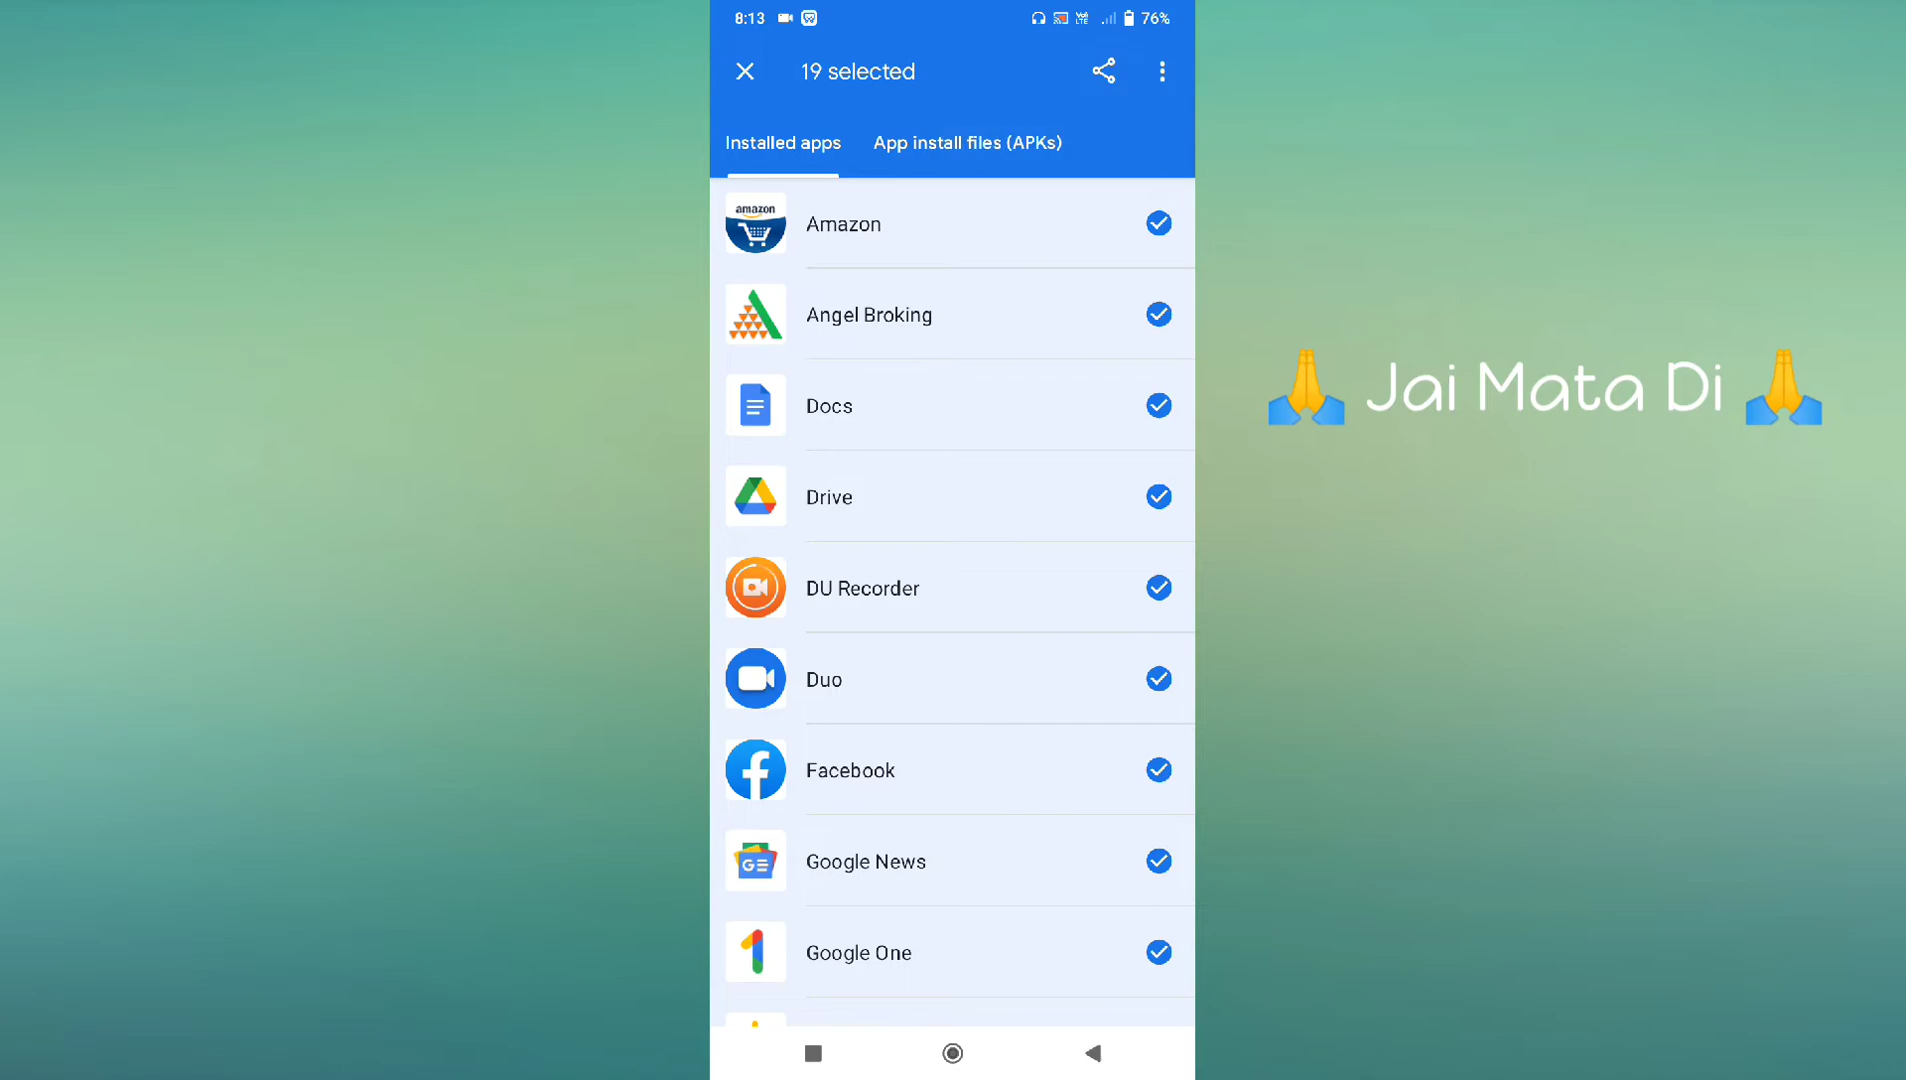 8:13 76%
19 selected
Installed apps App install files (APKs)
amazon
Amazon
Angel Broking
🙏 Jai Mata Di 🙏
Docs
Drive
DU Recorder
Duo
Facebook
Google News
Google One